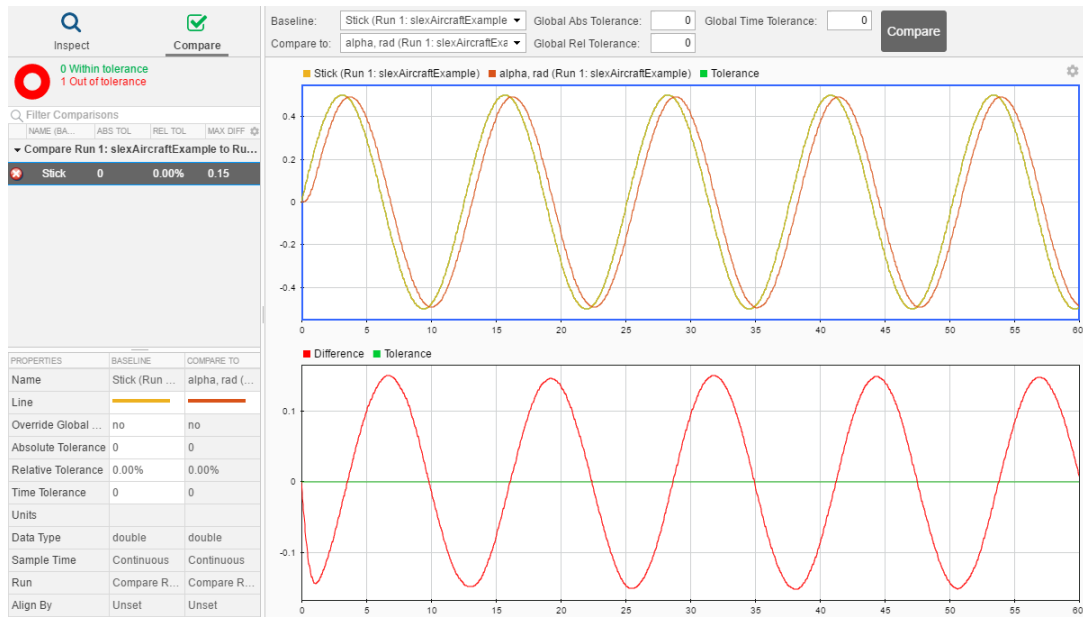 Inspect
Compare
0 Within tolerance
1 Out of tolerance
Filter Comparisons
NAME (BA... ABS TOL REL TOL MAX DIFF
Compare Run 1: slexAircraftExample to Ru...
Stick 0 0.00% 0.15
PROPERTIES BASELINE COMPARE TO
Name Stick (Run ... alpha, rad (...
Line
Override Global ... no no
Absolute Tolerance 0 0
Relative Tolerance 0.00% 0.00%
Time Tolerance 0 0
Units
Data Type double double
Sample Time Continuous Continuous
Run Compare R... Compare R...
Align By Unset Unset
Baseline: Stick (Run 1: slexAircraftExample Global Abs Tolerance: 0 Global Time Tolerance: 0
Compare to: alpha, rad (Run 1: slexAircraftExa Global Rel Tolerance: 0
Compare
Stick (Run 1: slexAircraftExample) alpha, rad (Run 1: slexAircraftExample) Tolerance
0.4
0.2
0
-0.2
-0.4
0 5 10 15 20 25 30 35 40 45 50 55 60
Difference Tolerance
0.1
0
-0.1
0 5 10 15 20 25 30 35 40 45 50 55 60